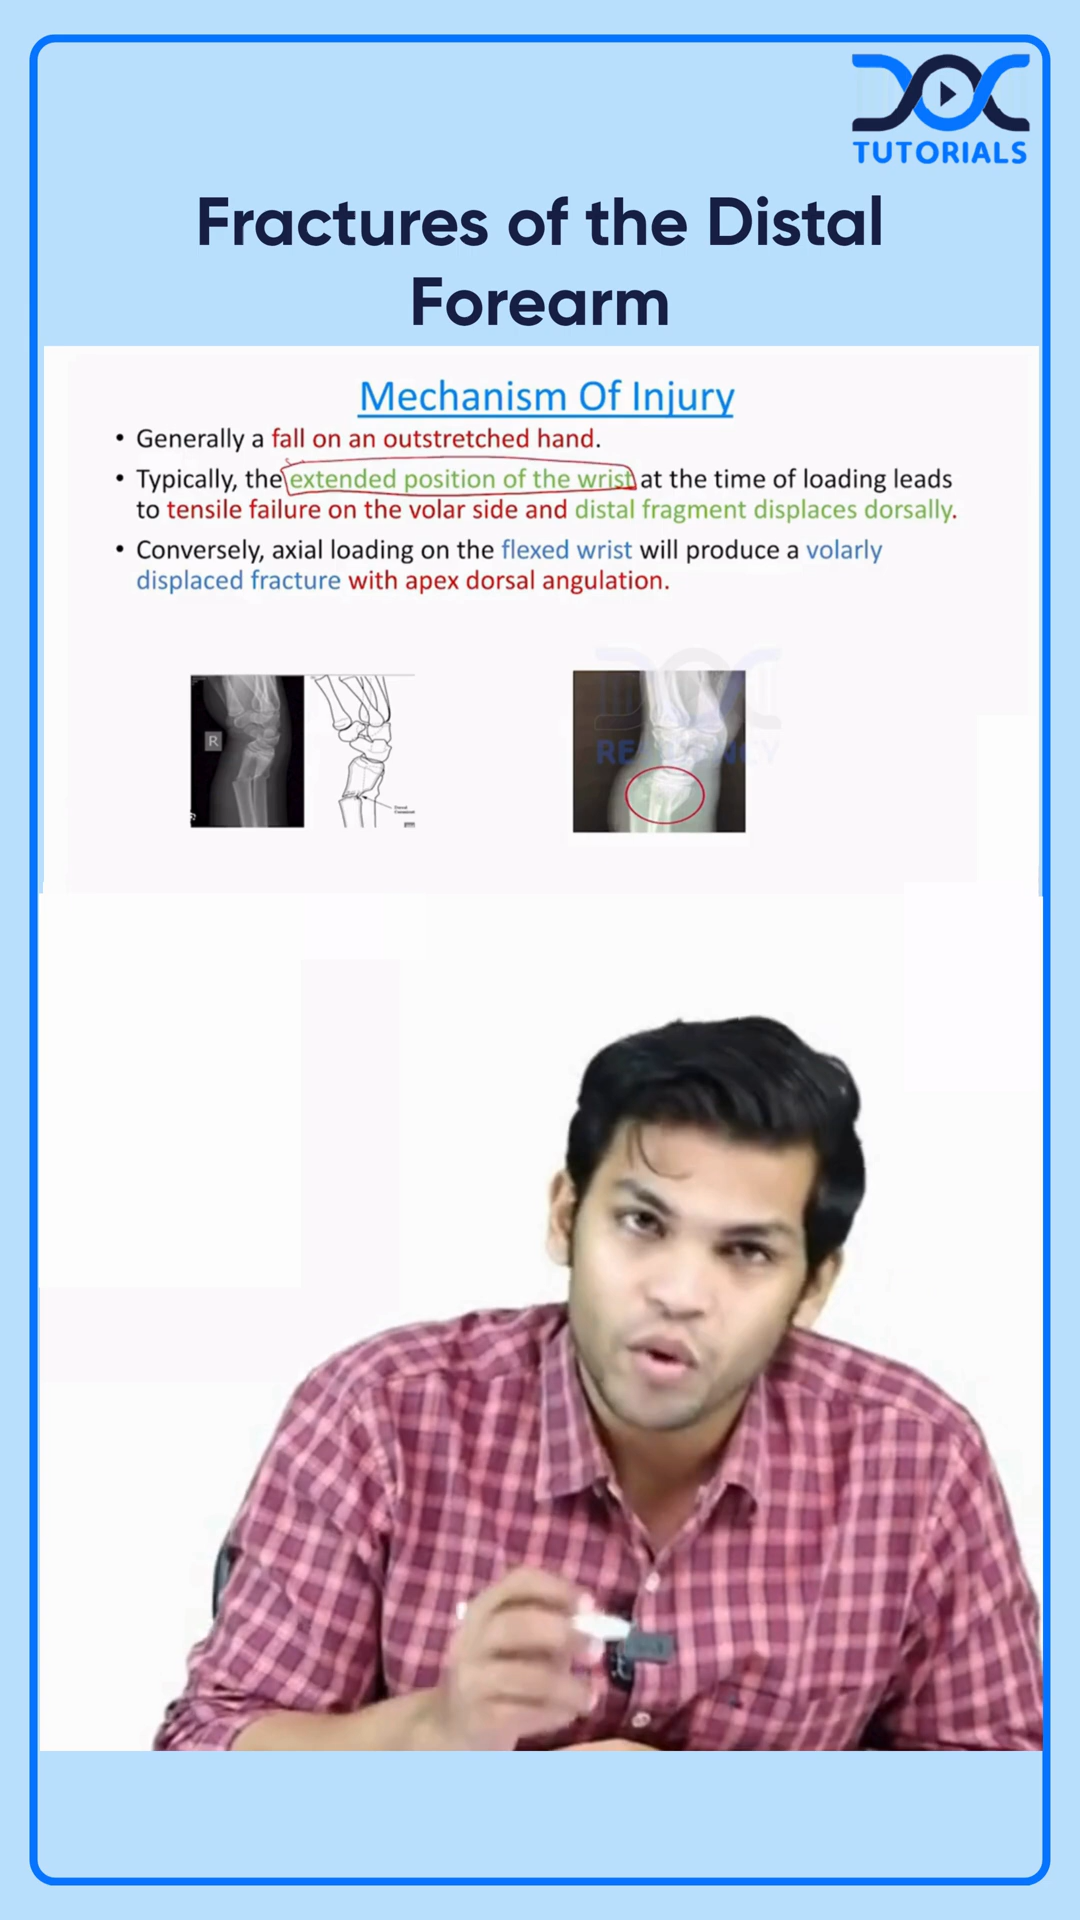 TUTORIALS
Fractures of the Distal
Forearm
Mechanism Of Injury
• Generally a fall on an outstretched hand.
• Typically, the extended position of the wrist at the time of loading leads
to tensile failure on the volar side and distal fragment displaces dorsally.
• Conversely, axial loading on the flexed wrist will produce a volarly
displaced fracture with apex dorsal angulation.
R